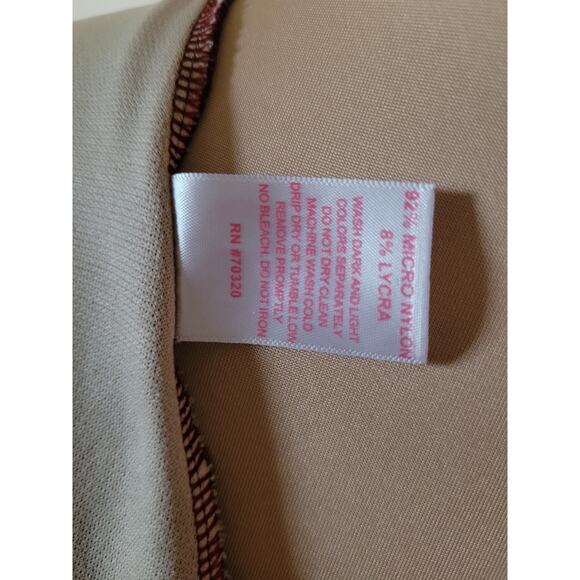 92% MICRO NYLON
8% LYCRA
WASH DARK AND LIGHT
COLORS SEPARATELY
DO NOT DRY CLEAN
MACHINE WASH COLD
DRIP DRY OR TUMBLE LOW
REMOVE PROMPTLY
NO BLEACH. DO NOT IRON
RN #70320